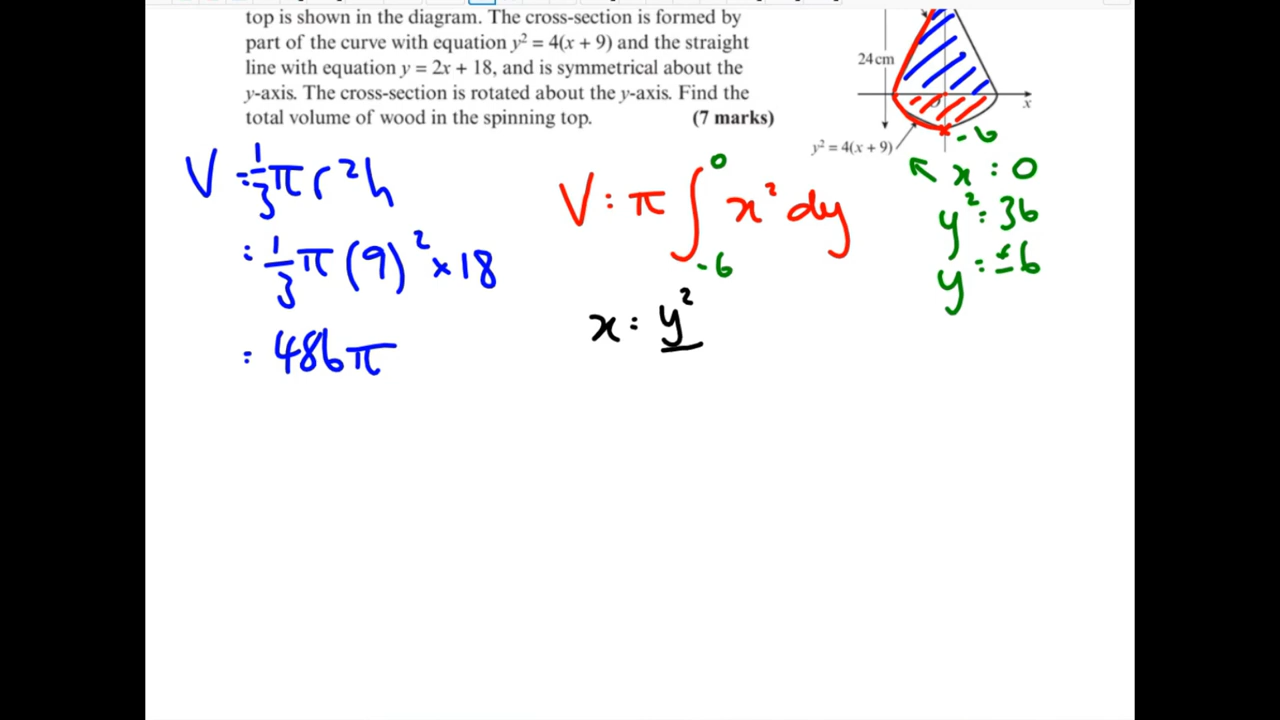 top is shown in the diagram. The cross-section is formed by
part of the curve with equation y² = 4(x + 9) and the straight
line with equation y = 2x + 18, and is symmetrical about the
y-axis. The cross-section is rotated about the y-axis. Find the
total volume of wood in the spinning top. (7 marks)
24 cm
O
x
y² = 4(x + 9)
-6
V = 1/3 π r² h
= 1/3 π (9)² × 18
= 486π
V = π ∫₋₆⁰ x² dy
x = y²
x = 0
y² = 36
y = ±6